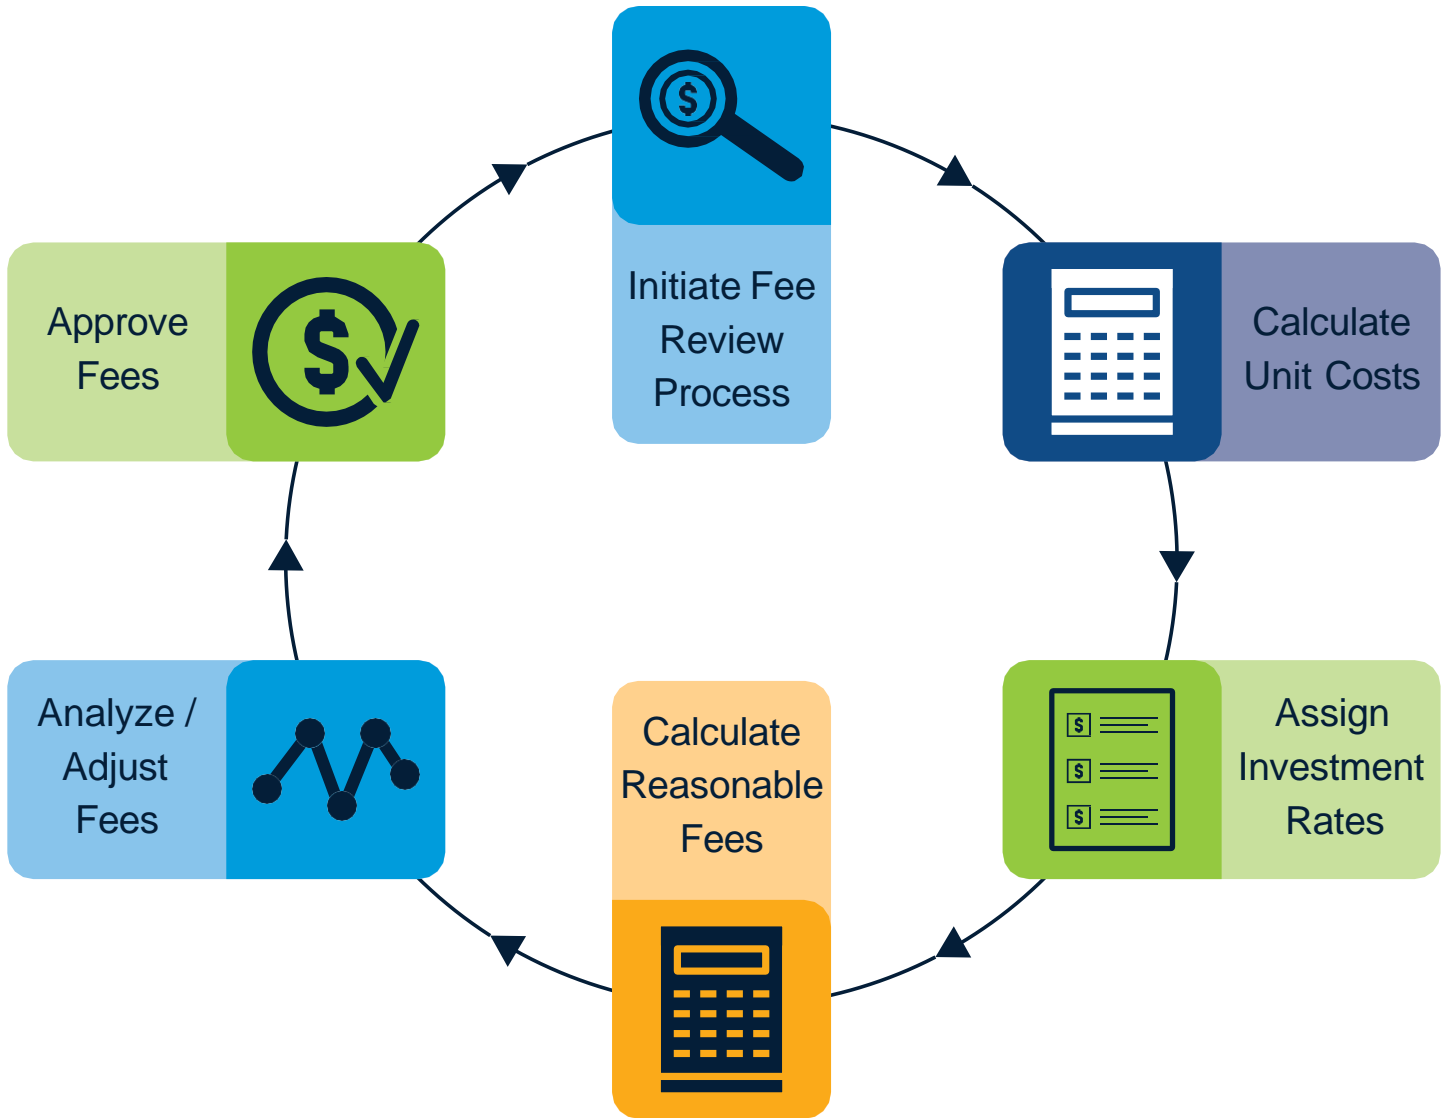 Initiate Fee
Review
Process
Calculate
Unit Costs
Assign
Investment
Rates
Calculate
Reasonable
Fees
Analyze /
Adjust
Fees
Approve
Fees
$
$
$
$
$